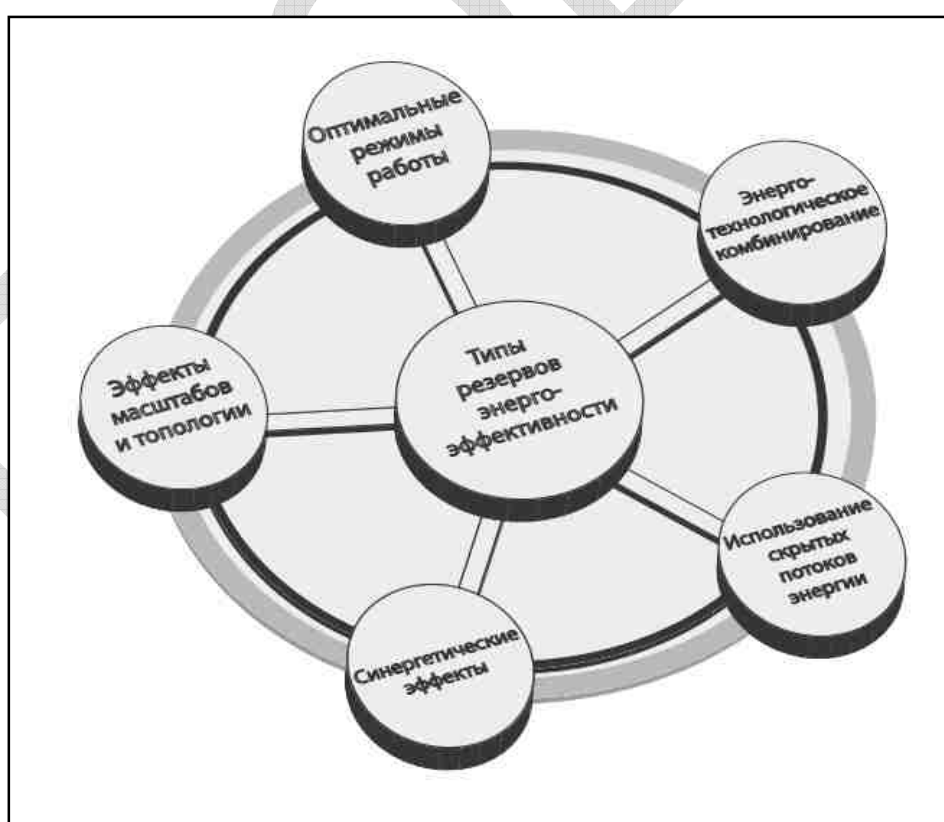 Оптимальные
режимы
работы
Энерго-
технологическое
комбинирование
Эффекты
масштабов
и топологии
Типы
резервов
энерго-
эффективности
Использование
скрытых
потоков
энергии
Синергетические
эффекты